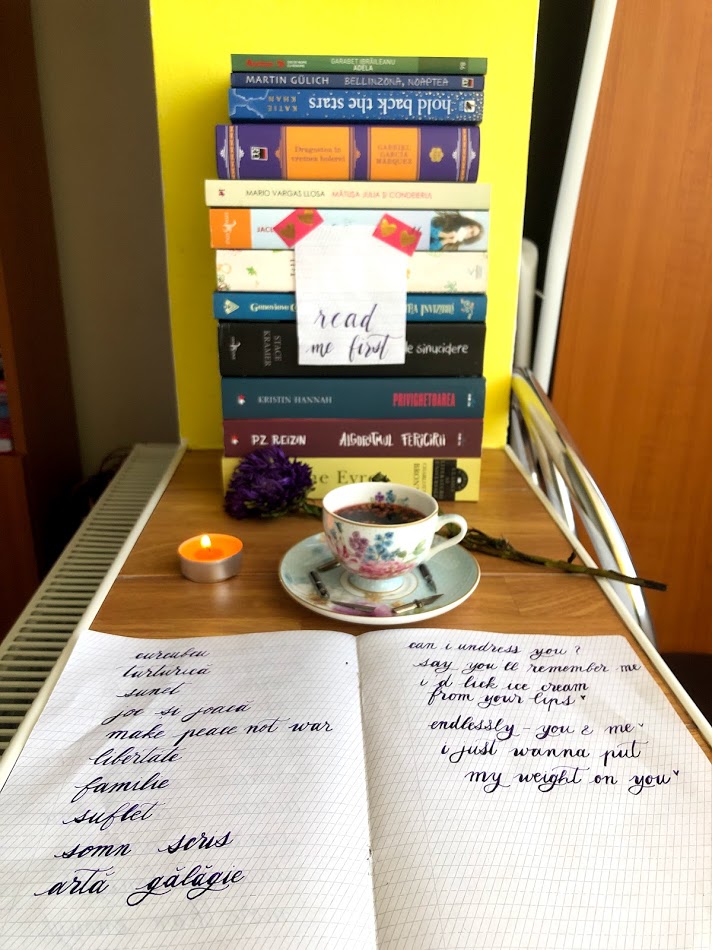 GARABET IBRĂILEANU
ADELA
MARTIN GÜLICH BELLINZONA, NOAPTEA
hold back the stars
KATIE KHAN
Dragostea în vremea holerei
GABRIEL GARCÍA MÁRQUEZ
MARIO VARGAS LLOSA MĂTUȘA JULIA ȘI CONDEIERUL
read
me first
STACE KRAMER
de sinucidere
KRISTIN HANNAH PRIVIGHETOAREA
P.Z. REIZIN ALGORITMUL FERICIRII
Eyre
curcubeu
turturică
sunet
joc și joacă
make peace not war
libertate
familie
suflet
somn scris
artă gălăgie
can i undress you?
say you ll remember me
i d lick ice cream
from your lips
endlessly - you & me
i just wanna put
my weight on you